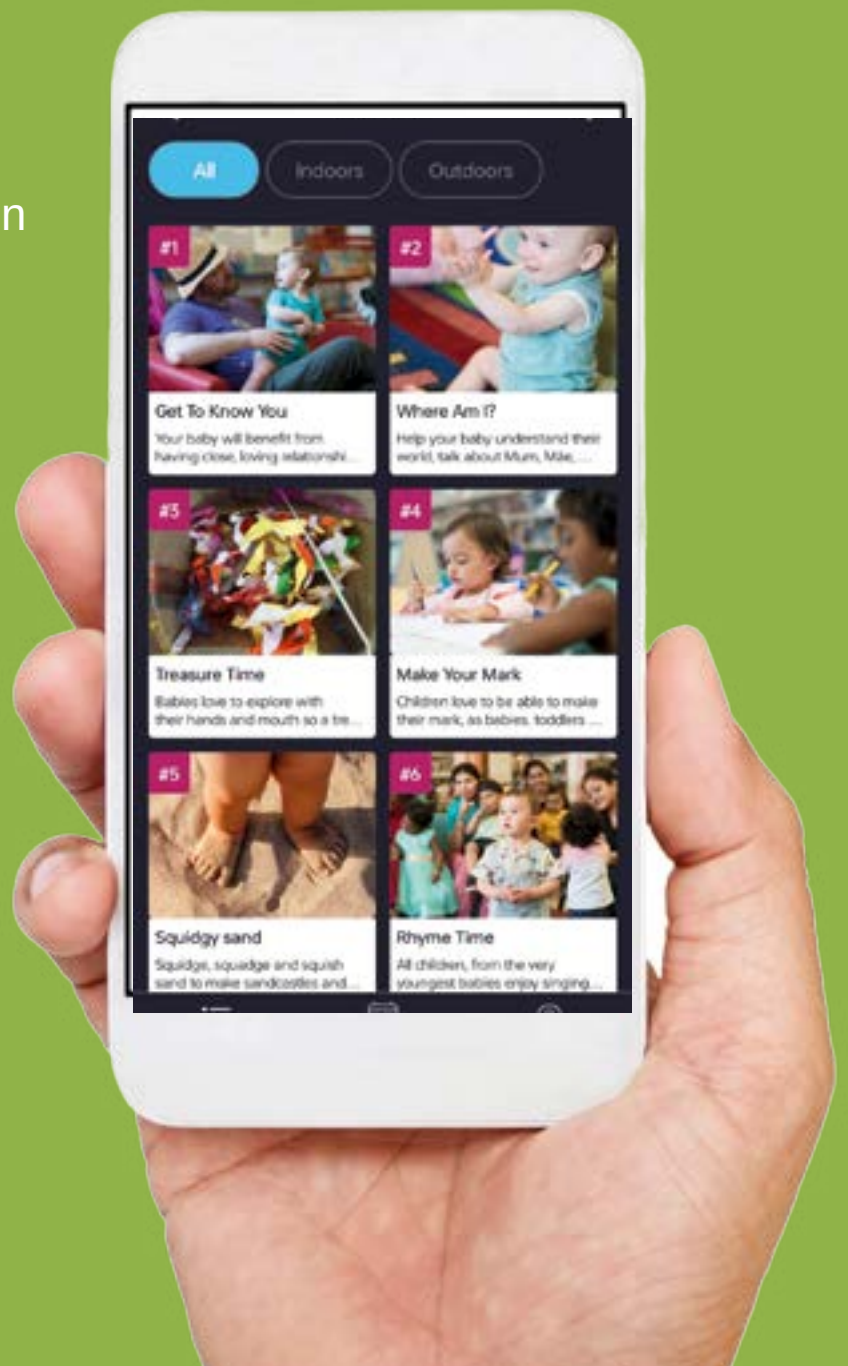 n
All Indoors Outdoors
#1
#2
Get To Know You
Your baby will benefit from
having close, loving relationshi...
Where Am I?
Help your baby understand their
world, talk about Mum, Mile, ...
#3
#4
Treasure Time
Babies love to explore with
their hands and mouth so a tre...
Make Your Mark
Children love to be able to make
their mark, as babies, toddlers ...
#5
#6
Squidgy sand
Squidge, squadge and squish
sand to make sandcastles and...
Rhyme Time
All children, from the very
youngest babies enjoy singing...